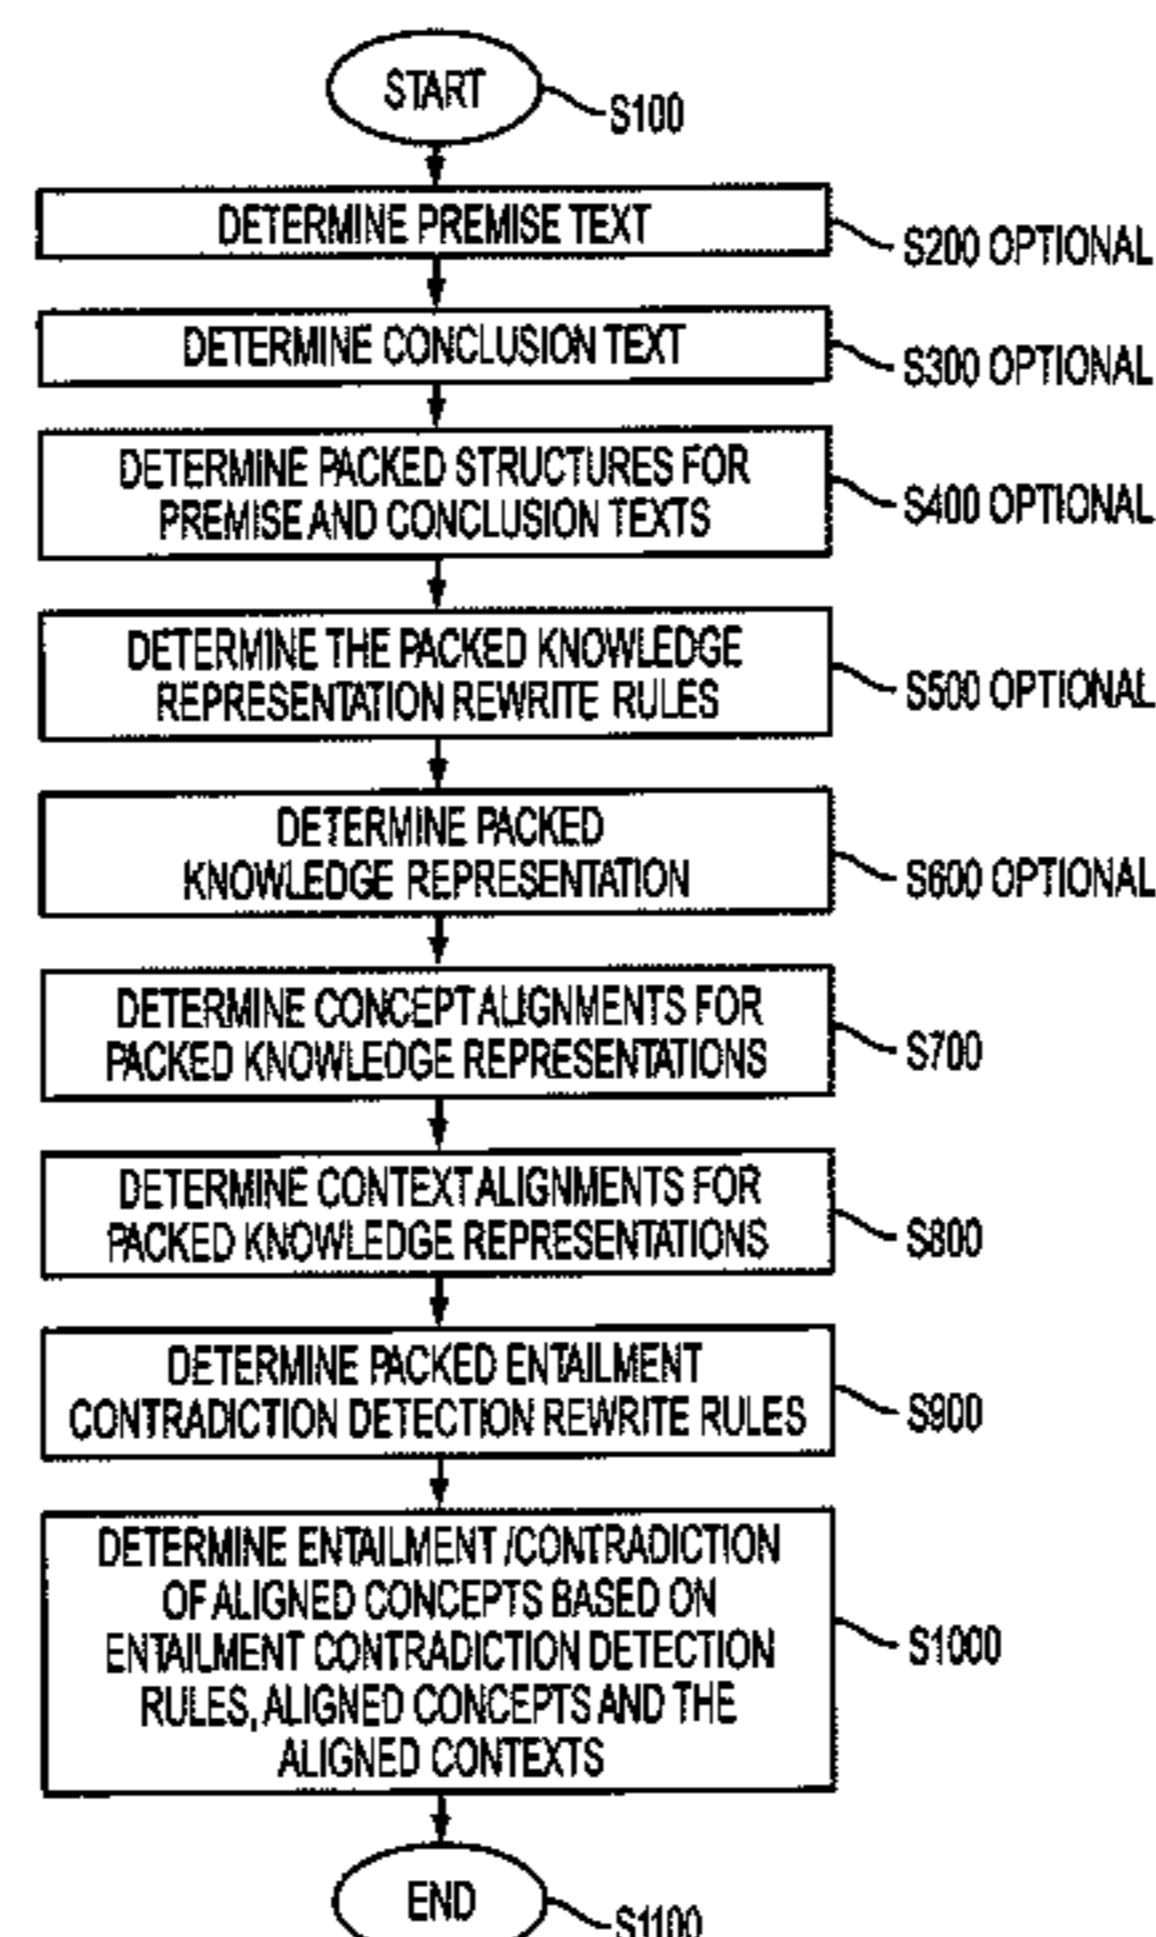 START
S100
DETERMINE PREMISE TEXT
S200 OPTIONAL
DETERMINE CONCLUSION TEXT
S300 OPTIONAL
DETERMINE PACKED STRUCTURES FOR
PREMISE AND CONCLUSION TEXTS
S400 OPTIONAL
DETERMINE THE PACKED KNOWLEDGE
REPRESENTATION REWRITE RULES
S500 OPTIONAL
DETERMINE PACKED
KNOWLEDGE REPRESENTATION
S600 OPTIONAL
DETERMINE CONCEPT ALIGNMENTS FOR
PACKED KNOWLEDGE REPRESENTATIONS
S700
DETERMINE CONTEXT ALIGNMENTS FOR
PACKED KNOWLEDGE REPRESENTATIONS
S800
DETERMINE PACKED ENTAILMENT
CONTRADICTION DETECTION REWRITE RULES
S900
DETERMINE ENTAILMENT /CONTRADICTION
OF ALIGNED CONCEPTS BASED ON
ENTAILMENT CONTRADICTION DETECTION
RULES, ALIGNED CONCEPTS AND THE
ALIGNED CONTEXTS
S1000
END
S1100